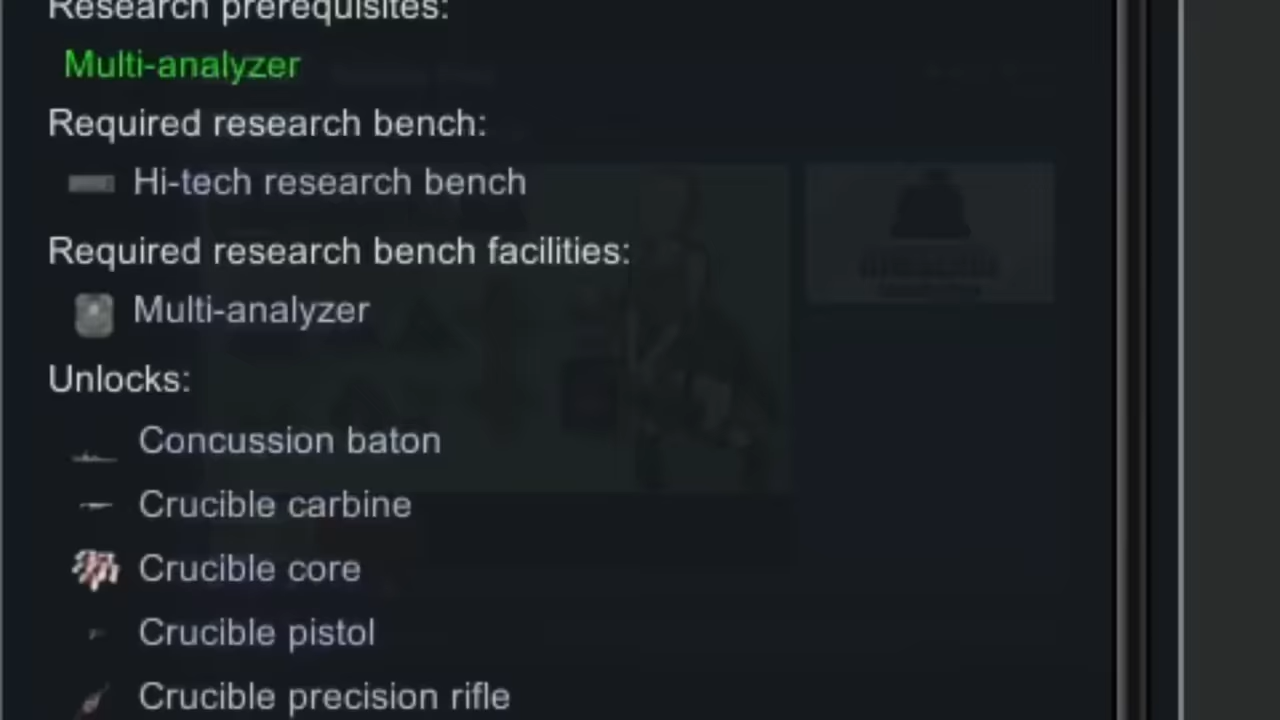 Research prerequisites:
Multi-analyzer
Required research bench:
Hi-tech research bench
Required research bench facilities:
Multi-analyzer
Unlocks:
Concussion baton
Crucible carbine
Crucible core
Crucible pistol
Crucible precision rifle